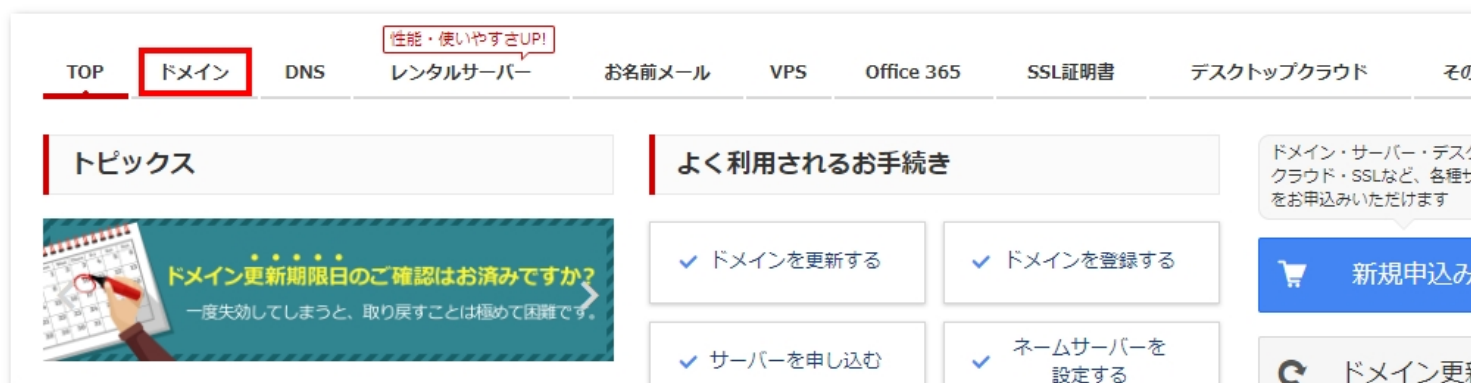 性能・使いやすさUP!
TOP
ドメイン
DNS
レンタルサーバー
お名前メール
VPS
Office 365
SSL証明書
デスクトップクラウド
その
トピックス
ドメイン更新期限日のご確認はお済みですか?
一度失効してしまうと、取り戻すことは極めて困難です。
よく利用されるお手続き
ドメインを更新する
ドメインを登録する
サーバーを申し込む
ネームサーバーを
設定する
ドメイン・サーバー・デスク
クラウド・SSLなど、各種サ
をお申込みいただけます
新規申込み
ドメイン更新